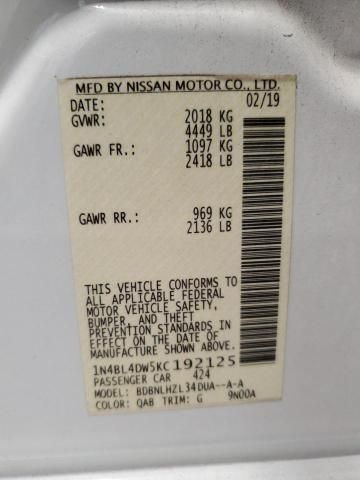 MFD BY NISSAN MOTOR CO., LTD.
DATE: 02/19
GVWR: 2018 KG
4449 LB
GAWR FR.: 1097 KG
2418 LB
GAWR RR.: 969 KG
2136 LB
THIS VEHICLE CONFORMS TO
ALL APPLICABLE FEDERAL
MOTOR VEHICLE SAFETY,
BUMPER, AND THEFT
PREVENTION STANDARDS IN
EFFECT ON THE DATE OF
MANUFACTURE SHOWN ABOVE.
1N4BL4DW5KC192125
PASSENGER CAR 424
MODEL: BDBNLHZL34DUA--A-A
COLOR: QAB TRIM: G 9N00A